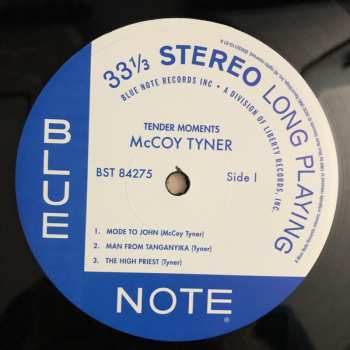 33⅓ STEREO LONG PLAYING
BLUE NOTE RECORDS INC • A DIVISION OF LIBERTY RECORDS, INC.
TENDER MOMENTS
McCOY TYNER
BST 84275 Side 1
1. MODE TO JOHN (McCoy Tyner)
2. MAN FROM TANGANYIKA (Tyner)
3. THE HIGH PRIEST (Tyner)
BLUE
NOTE